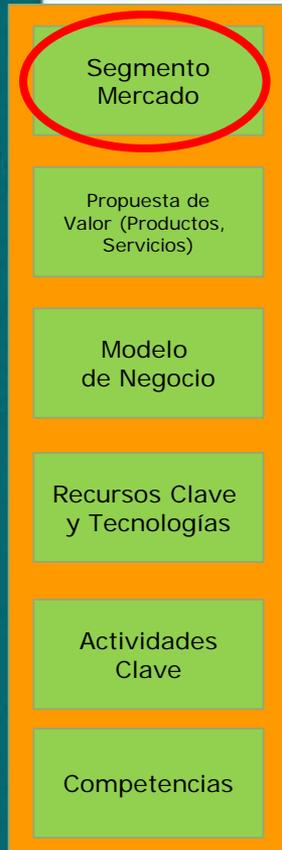 Segmento
Mercado
Propuesta de
Valor (Productos,
Servicios)
Modelo
de Negocio
Recursos Clave
y Tecnologías
Actividades
Clave
Competencias